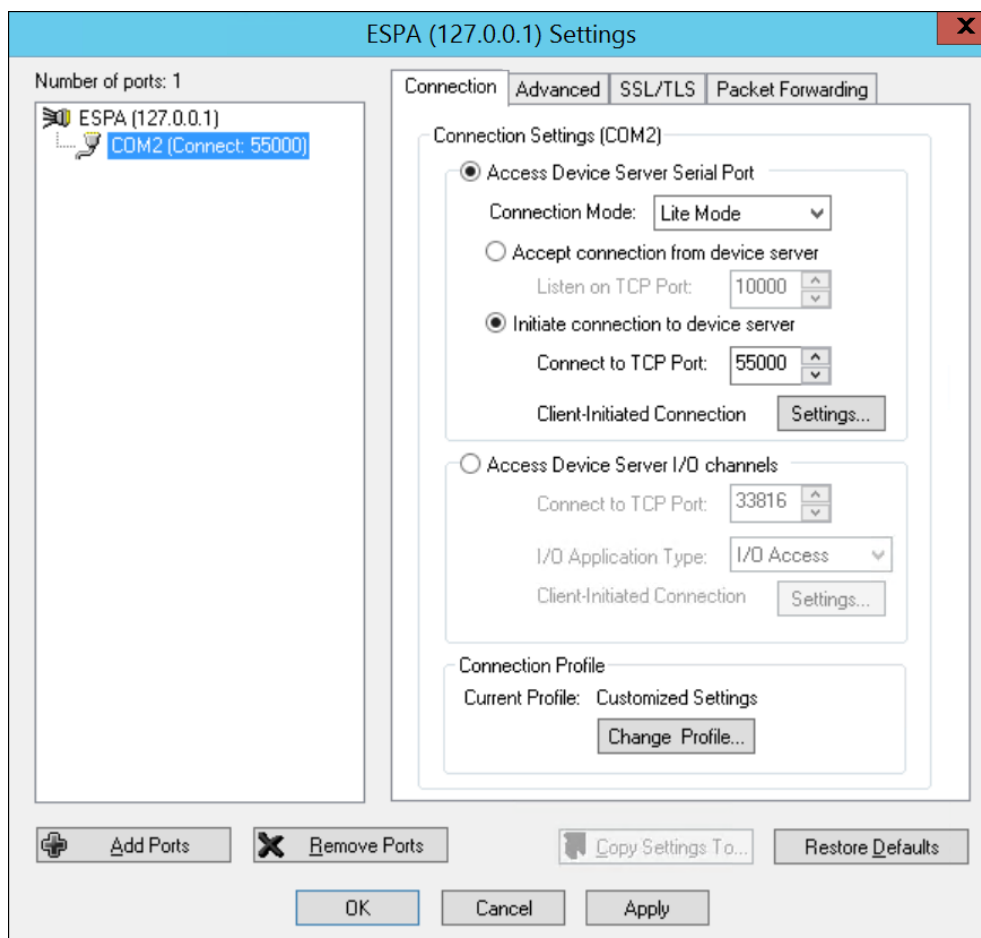 ESPA (127.0.0.1) Settings
X
Number of ports: 1
ESPA (127.0.0.1)
COM2 (Connect: 55000)
Connection
Advanced
SSL/TLS
Packet Forwarding
Connection Settings (COM2)
Access Device Server Serial Port
Connection Mode: Lite Mode
Accept connection from device server
Listen on TCP Port: 10000
Initiate connection to device server
Connect to TCP Port: 55000
Client-Initiated Connection Settings...
Access Device Server I/O channels
Connect to TCP Port: 33816
I/O Application Type: I/O Access
Client-Initiated Connection Settings...
Connection Profile
Current Profile: Customized Settings
Change Profile...
Add Ports
Remove Ports
Copy Settings To...
Restore Defaults
OK
Cancel
Apply